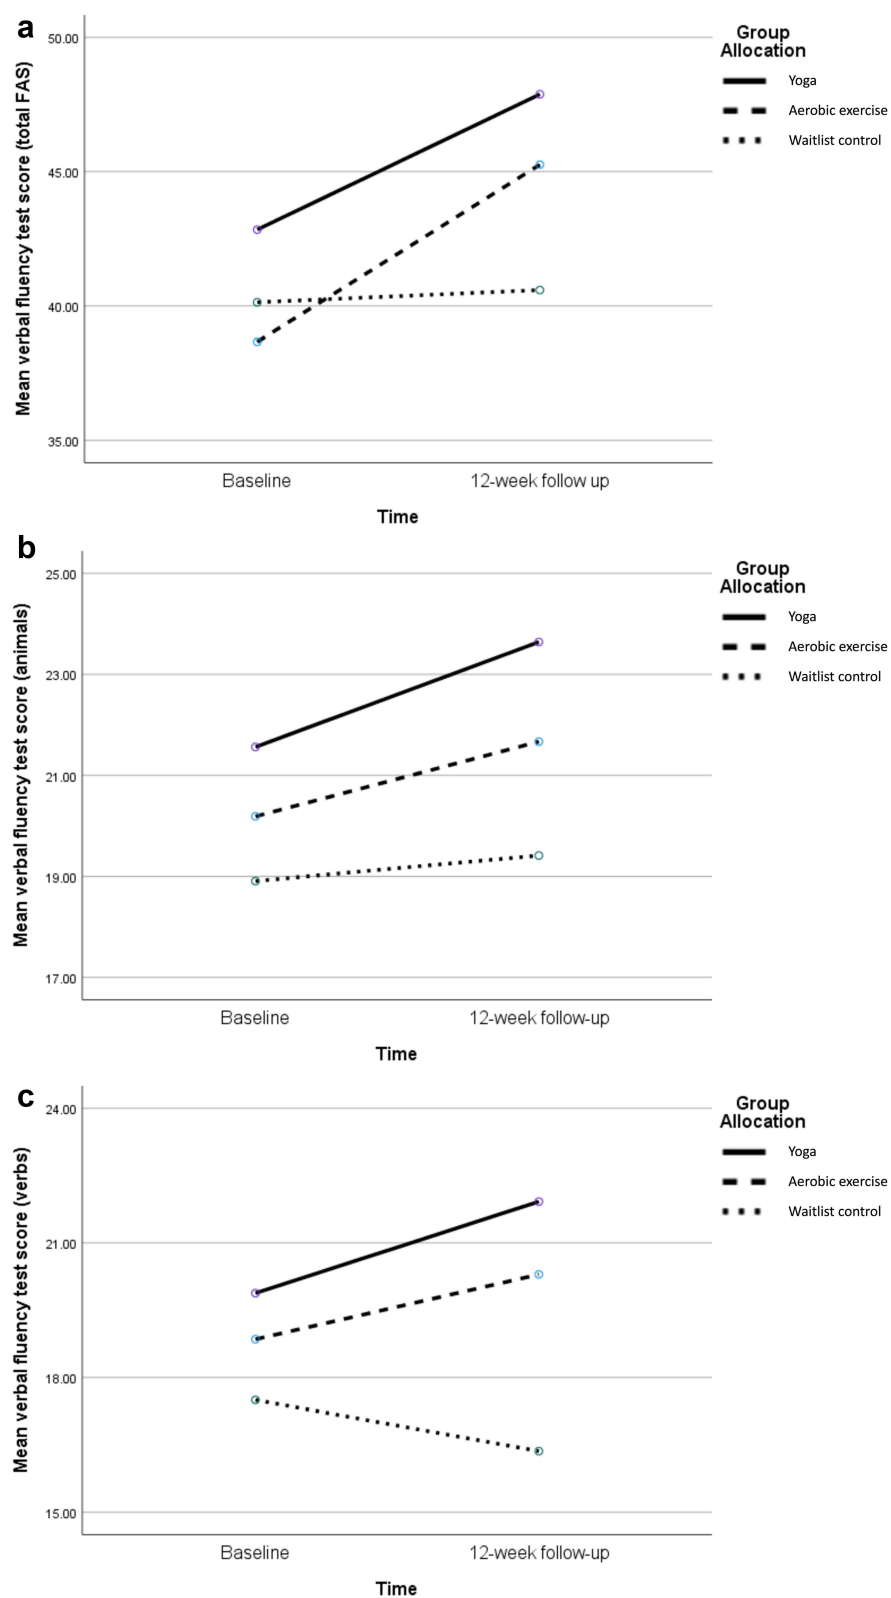 a
Mean verbal fluency test score (total FAS)
50.00
45.00
40.00
35.00
Baseline
12-week follow up
Time
Group
Allocation
Yoga
Aerobic exercise
Waitlist control
b
Mean verbal fluency test score (animals)
25.00
23.00
21.00
19.00
17.00
Baseline
12-week follow-up
Time
Group
Allocation
Yoga
Aerobic exercise
Waitlist control
c
Mean verbal fluency test score (verbs)
24.00
21.00
18.00
15.00
Baseline
12-week follow-up
Time
Group
Allocation
Yoga
Aerobic exercise
Waitlist control